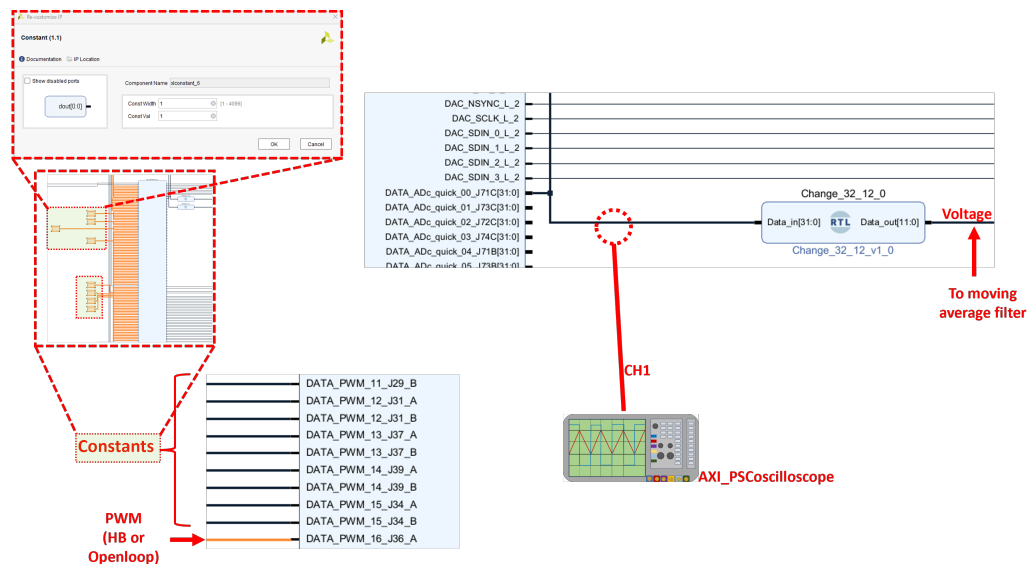 Re-customize IP
Constant (1.1)
Documentation
IP Location
Show disabled ports
dout[0:0]
Component Name xlconstant_6
Const Width 1 [1 - 4096]
Const Val 1
OK Cancel
DAC_NSYNC_L_2
DAC_SCLK_L_2
DAC_SDIN_0_L_2
DAC_SDIN_1_L_2
DAC_SDIN_2_L_2
DAC_SDIN_3_L_2
DATA_ADc_quick_00_J71C[31:0]
DATA_ADc_quick_01_J73C[31:0]
DATA_ADc_quick_02_J72C[31:0]
DATA_ADc_quick_03_J74C[31:0]
DATA_ADc_quick_04_J71B[31:0]
DATA_ADc_quick_05_J73B[31:0]
Change_32_12_0
Data_in[31:0] RTL Data_out[11:0]
Change_32_12_v1_0
Voltage
To moving
average filter
CH1
AXI_PSCoscilloscope
Constants
DATA_PWM_11_J29_B
DATA_PWM_12_J31_A
DATA_PWM_12_J31_B
DATA_PWM_13_J37_A
DATA_PWM_13_J37_B
DATA_PWM_14_J39_A
DATA_PWM_14_J39_B
DATA_PWM_15_J34_A
DATA_PWM_15_J34_B
DATA_PWM_16_J36_A
PWM
(HB or
Openloop)